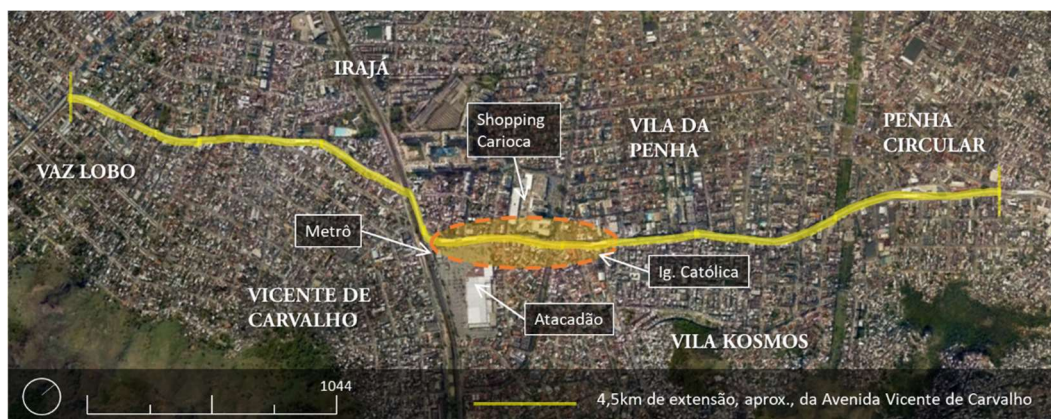 IRAJÁ
Shopping
Carioca
VILA DA
PENHA
PENHA
CIRCULAR
VAZ LOBO
Metrô
Ig. Católica
VICENTE DE
CARVALHO
Atacadão
VILA KOSMOS
1044
4,5km de extensão, aprox., da Avenida Vicente de Carvalho